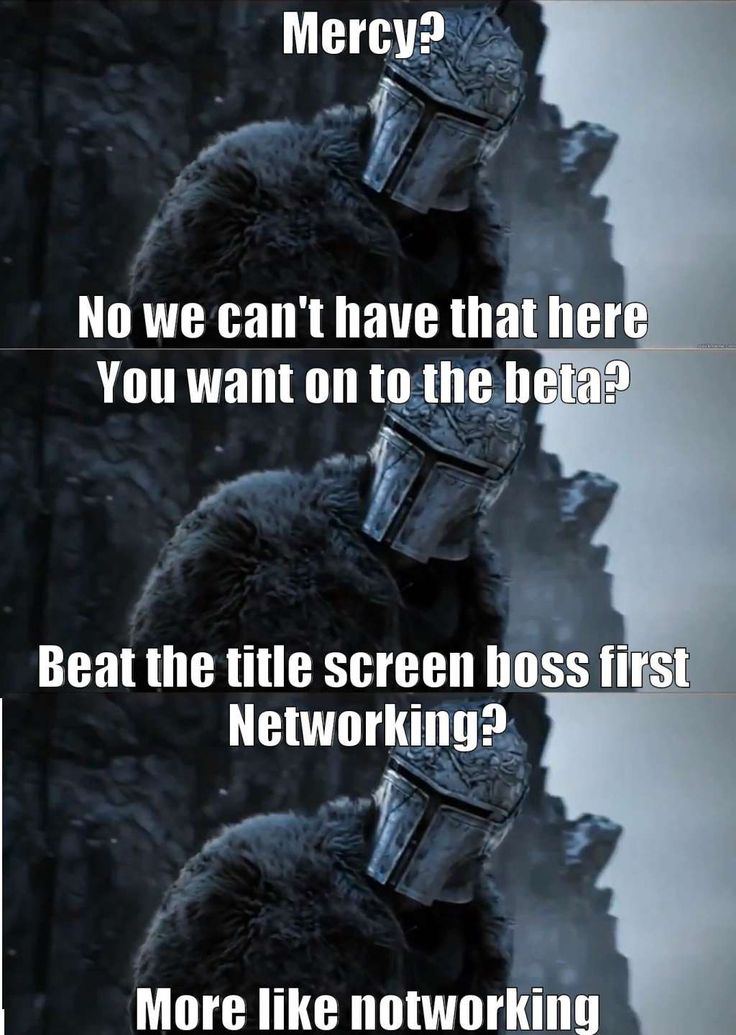 Mercy?
No we can't have that here
You want on to the beta?
Beat the title screen boss first
Networking?
More like notworking